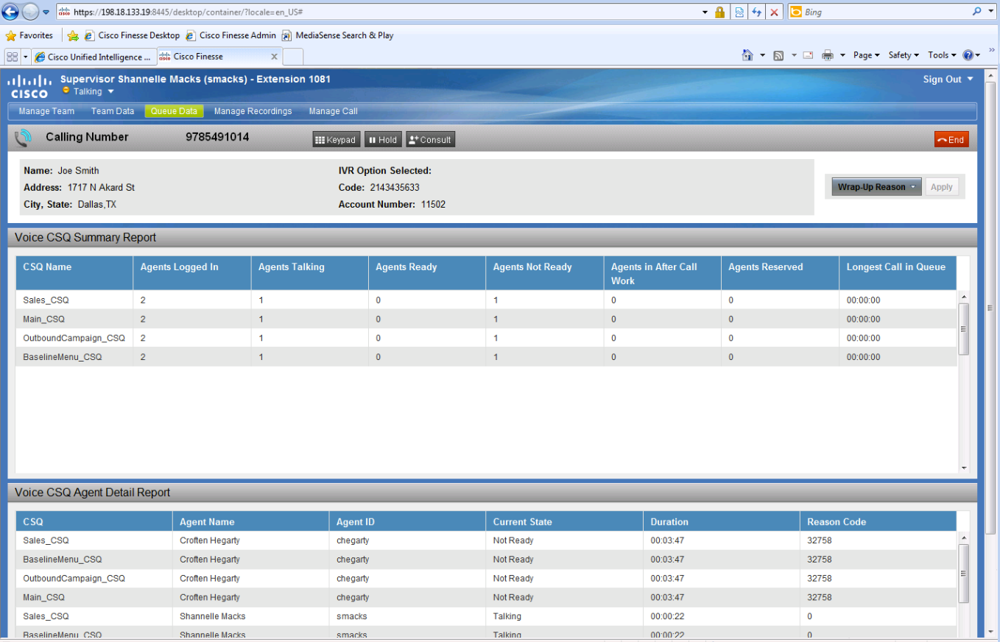 https://198.18.133.19:8445/desktop/container/?locale=en_US#
Bing
Favorites Cisco Finesse Desktop Cisco Finesse Admin MediaSense Search & Play
Cisco Unified Intelligence ... Cisco Finesse x Page Safety Tools »
CISCO
Supervisor Shannelle Macks (smacks) - Extension 1081 Sign Out
Talking
Manage Team Team Data Queue Data Manage Recordings Manage Call
Calling Number 9785491014 Keypad Hold Consult End
Name: Joe Smith IVR Option Selected:
Address: 1717 N Akard St Code: 2143435633 Wrap-Up Reason Apply
City, State: Dallas,TX Account Number: 11502
Voice CSQ Summary Report
CSQ Name Agents Logged In Agents Talking Agents Ready Agents Not Ready Agents in After Call Work Agents Reserved Longest Call in Queue
Sales_CSQ 2 1 0 1 0 0 00:00:00
Main_CSQ 2 1 0 1 0 0 00:00:00
OutboundCampaign_CSQ 2 1 0 1 0 0 00:00:00
BaselineMenu_CSQ 2 1 0 1 0 0 00:00:00
Voice CSQ Agent Detail Report
CSQ Agent Name Agent ID Current State Duration Reason Code
Sales_CSQ Croften Hegarty chegarty Not Ready 00:03:47 32758
BaselineMenu_CSQ Croften Hegarty chegarty Not Ready 00:03:47 32758
OutboundCampaign_CSQ Croften Hegarty chegarty Not Ready 00:03:47 32758
Main_CSQ Croften Hegarty chegarty Not Ready 00:03:47 32758
Sales_CSQ Shannelle Macks smacks Talking 00:00:22 0
BaselineMenu_CSQ Shannelle Macks smacks Talking 00:00:22 0